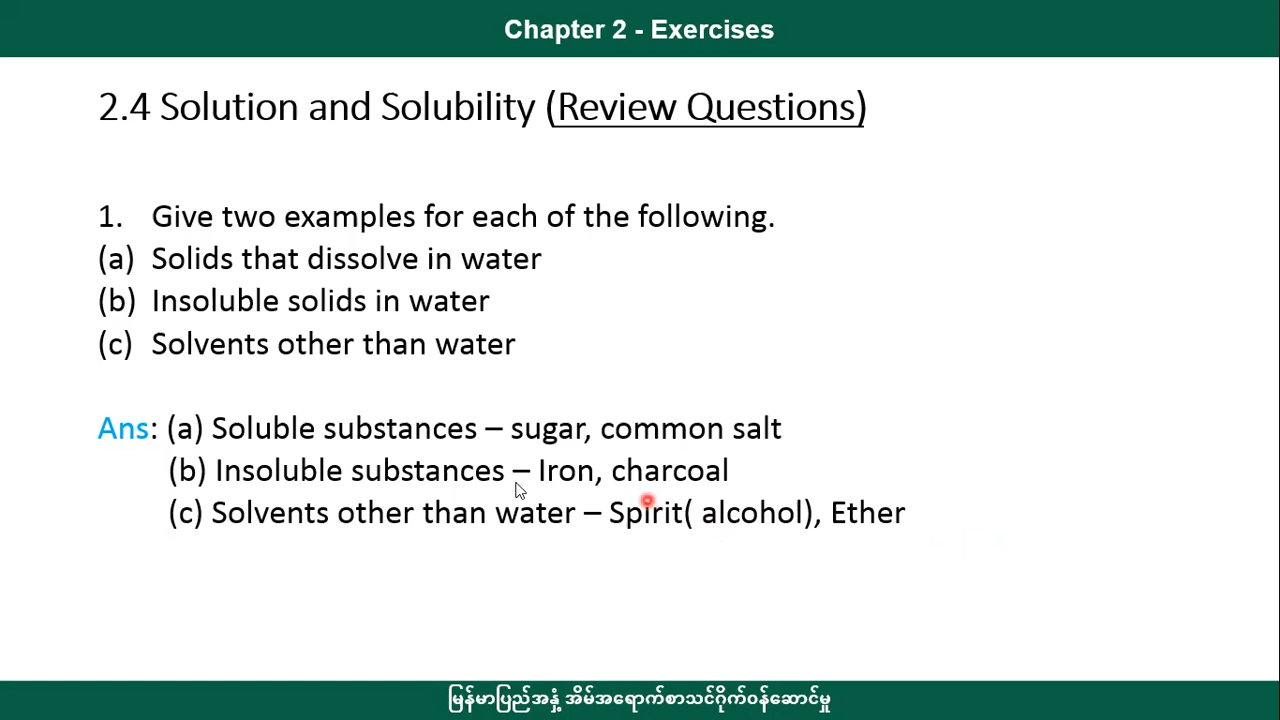 Chapter 2 - Exercises
2.4 Solution and Solubility (Review Questions)
1. Give two examples for each of the following.
(a) Solids that dissolve in water
(b) Insoluble solids in water
(c) Solvents other than water
Ans: (a) Soluble substances – sugar, common salt
(b) Insoluble substances – Iron, charcoal
(c) Solvents other than water – Spirit( alcohol), Ether
မြန်မာပြည်အနှံ့ အိမ်အရောက်စာသင်ဂိုက်ဝန်ဆောင်မှု